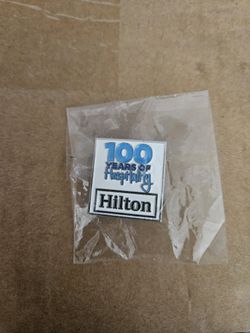 100
YEARS OF
Hospitality
Hilton